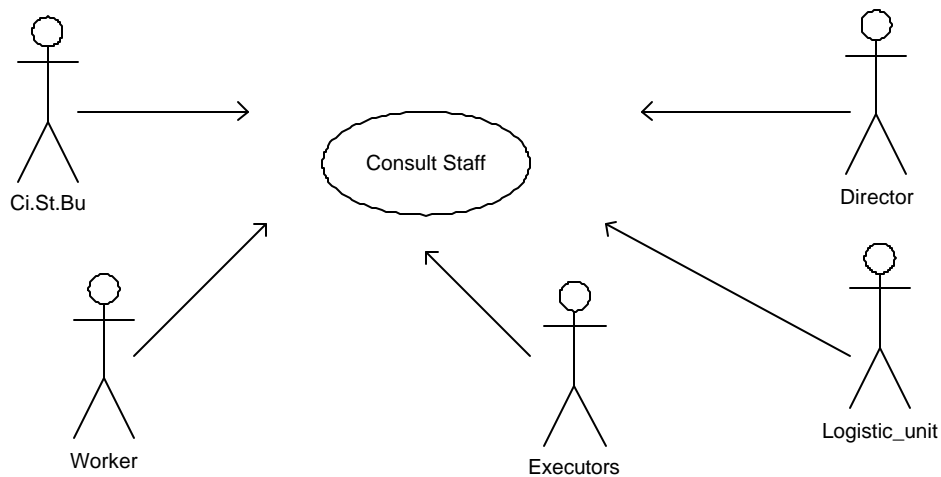 Consult Staff
Ci.St.Bu
Director
Worker
Executors
Logistic_unit